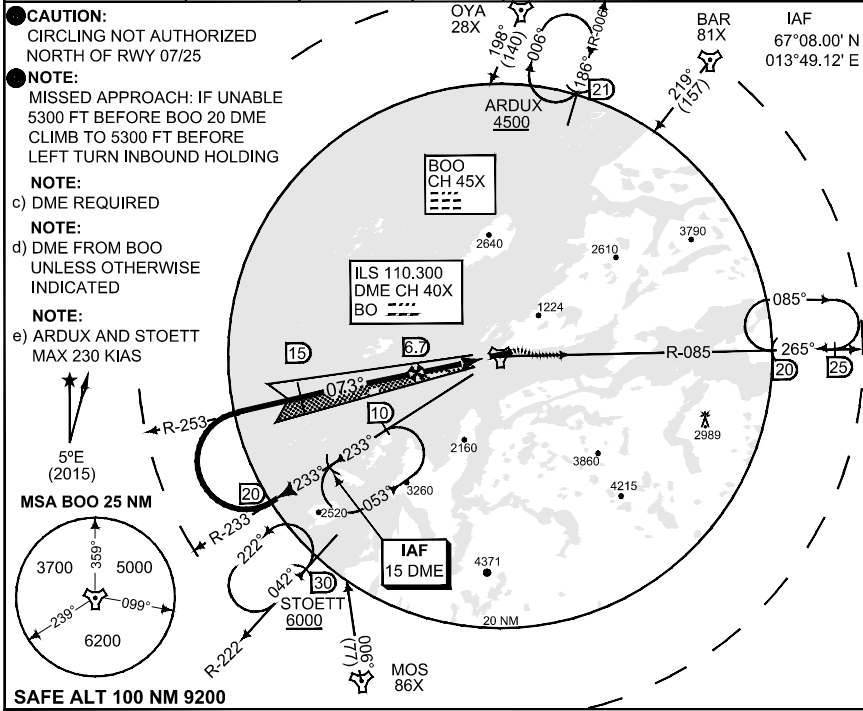 CAUTION:
CIRCLING NOT AUTHORIZED
NORTH OF RWY 07/25
NOTE:
MISSED APPROACH: IF UNABLE
5300 FT BEFORE BOO 20 DME
CLIMB TO 5300 FT BEFORE
LEFT TURN INBOUND HOLDING
NOTE:
c) DME REQUIRED
NOTE:
d) DME FROM BOO
UNLESS OTHERWISE
INDICATED
NOTE:
e) ARDUX AND STOETT
MAX 230 KIAS
5°E
(2015)
MSA BOO 25 NM
3700
359°
5000
239°
099°
6200
SAFE ALT 100 NM 9200
OYA
28X
198°
(140)
006°
R-006
186°
21
ARDUX
4500
BAR
81X
219°
(157)
IAF
67°08.00' N
013°49.12' E
BOO
CH 45X
2640
2610
3790
ILS 110.300
DME CH 40X
BO
1224
15
6.7
073°
R-253
085°
R-085
265°
20
25
10
233°
233°
053°
20
R-233
2520
3260
2160
3860
4215
2989
4371
IAF
15 DME
222°
042°
30
STOETT
6000
R-222
006°
(77)
MOS
86X
20 NM